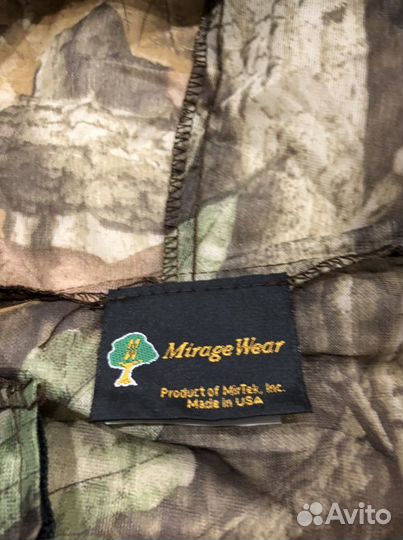 M
W
Mirage Wear
Product of MirTek, Inc.
Made in USA
Avito